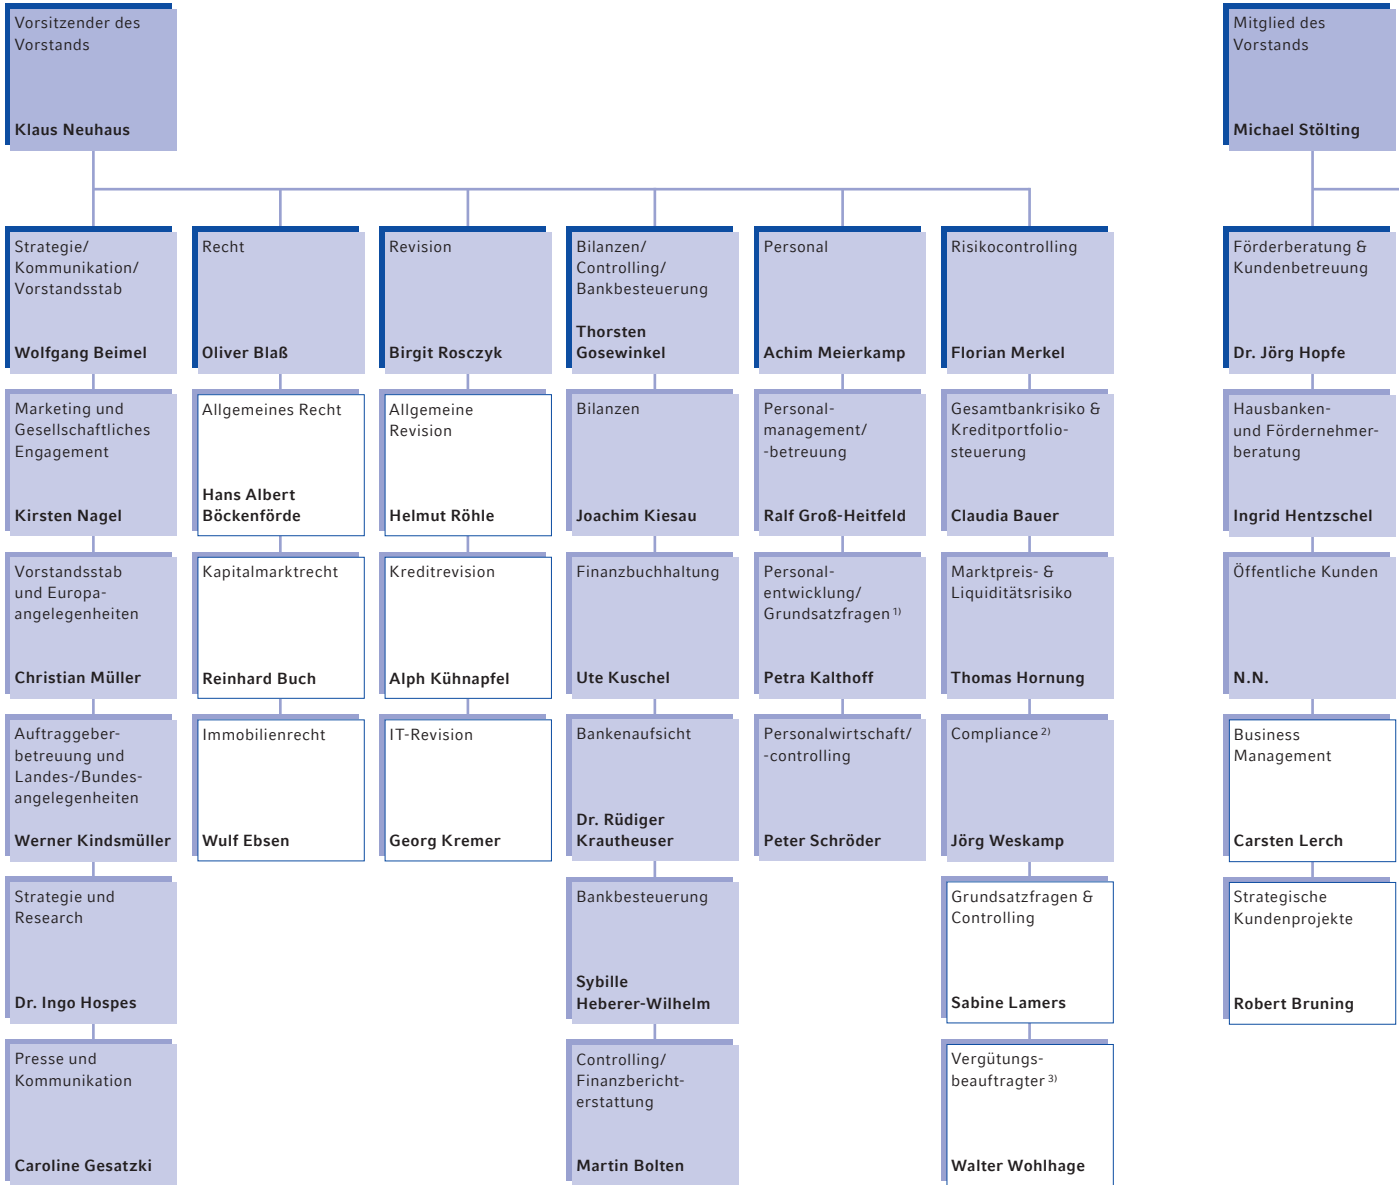 Vorsitzender des
Vorstands
Klaus Neuhaus
Mitglied des
Vorstands
Michael Stölting
Strategie/
Kommunikation/
Vorstandsstab
Wolfgang Beimel
Recht
Oliver Blaß
Revision
Birgit Rosczyk
Bilanzen/
Controlling/
Bankbesteuerung
Thorsten
Gosewinkel
Personal
Achim Meierkamp
Risikocontrolling
Florian Merkel
Förderberatung &
Kundenbetreuung
Dr. Jörg Hopfe
Marketing und
Gesellschaftliches
Engagement
Kirsten Nagel
Allgemeines Recht
Hans Albert
Böckenförde
Allgemeine
Revision
Helmut Röhle
Bilanzen
Joachim Kiesau
Personal-
management/
-betreuung
Ralf Groß-Heitfeld
Gesamtbankrisiko &
Kreditportfolio-
steuerung
Claudia Bauer
Hausbanken-
und Fördernehmer-
beratung
Ingrid Hentzschel
Vorstandsstab
und Europa-
angelegenheiten
Christian Müller
Kapitalmarktrecht
Reinhard Buch
Kreditrevision
Alph Kühnapfel
Finanzbuchhaltung
Ute Kuschel
Personal-
entwicklung/
Grundsatzfragen 1)
Petra Kalthoff
Marktpreis- &
Liquiditätsrisiko
Thomas Hornung
Öffentliche Kunden
N.N.
Auftraggeber-
betreuung und
Landes-/Bundes-
angelegenheiten
Werner Kindsmüller
Immobilienrecht
Wulf Ebsen
IT-Revision
Georg Kremer
Bankenaufsicht
Dr. Rüdiger
Krautheuser
Personalwirtschaft/
-controlling
Peter Schröder
Compliance 2)
Jörg Weskamp
Business
Management
Carsten Lerch
Strategie und
Research
Dr. Ingo Hospes
Bankbesteuerung
Sybille
Heberer-Wilhelm
Grundsatzfragen &
Controlling
Sabine Lamers
Strategische
Kundenprojekte
Robert Bruning
Presse und
Kommunikation
Caroline Gesatzki
Controlling/
Finanzbericht-
erstattung
Martin Bolten
Vergütungs-
beauftragter 3)
Walter Wohlhage